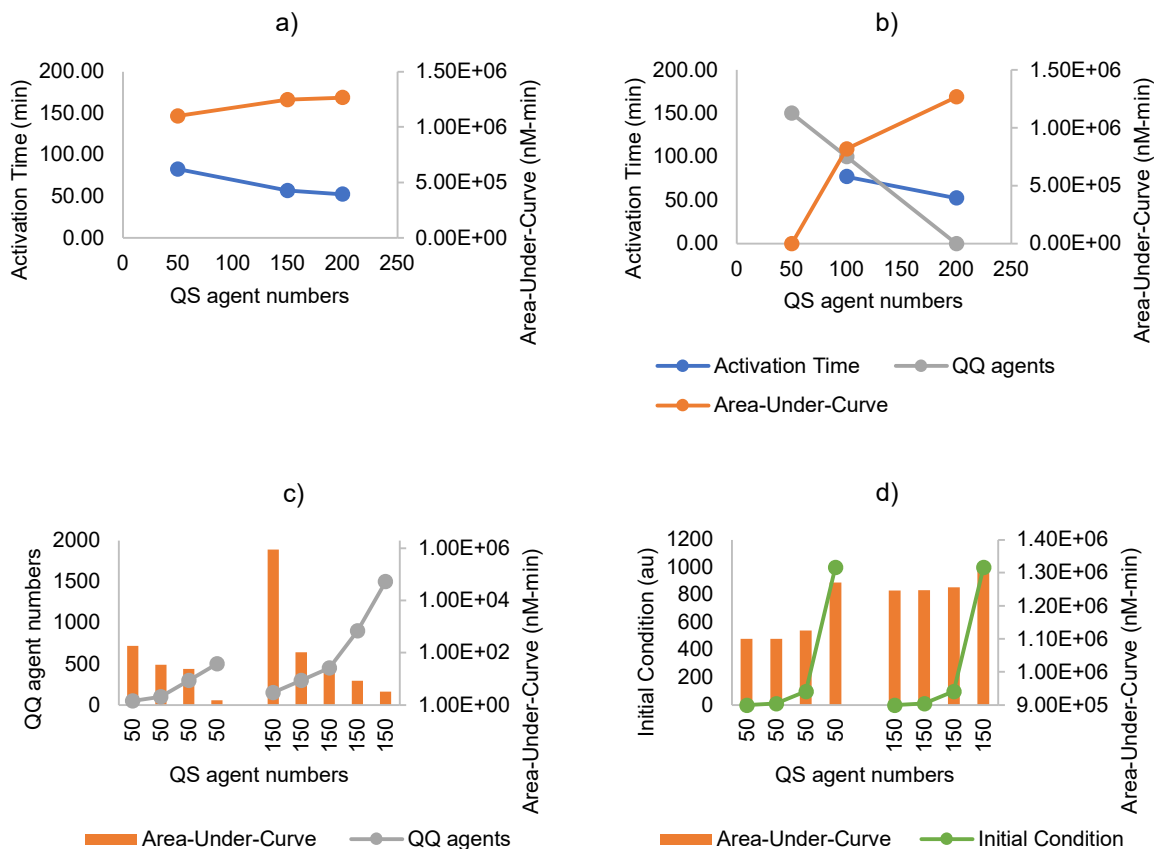 a)
Activation Time (min)
200.00
150.00
100.00
50.00
0.00
1.50E+06
1.00E+06
5.00E+05
0.00E+00
Area-Under-Curve (nM-min)
0 50 100 150 200 250
QS agent numbers
b)
Activation Time (min)
200.00
150.00
100.00
50.00
0.00
1.50E+06
1.00E+06
5.00E+05
0.00E+00
Area-Under-Curve (nM-min)
0 50 100 150 200 250
QS agent numbers
Activation Time QQ agents
Area-Under-Curve
c)
QQ agent numbers
2000
1500
1000
500
0
1.00E+06
1.00E+04
1.00E+02
1.00E+00
Area-Under-Curve (nM-min)
50 50 50 50 150 150 150 150 150
QS agent numbers
Area-Under-Curve QQ agents
d)
Initial Condition (au)
1200
1000
800
600
400
200
0
1.40E+06
1.30E+06
1.20E+06
1.10E+06
1.00E+06
9.00E+05
Area-Under-Curve (nM-min)
50 50 50 50 150 150 150 150
QS agent numbers
Area-Under-Curve Initial Condition